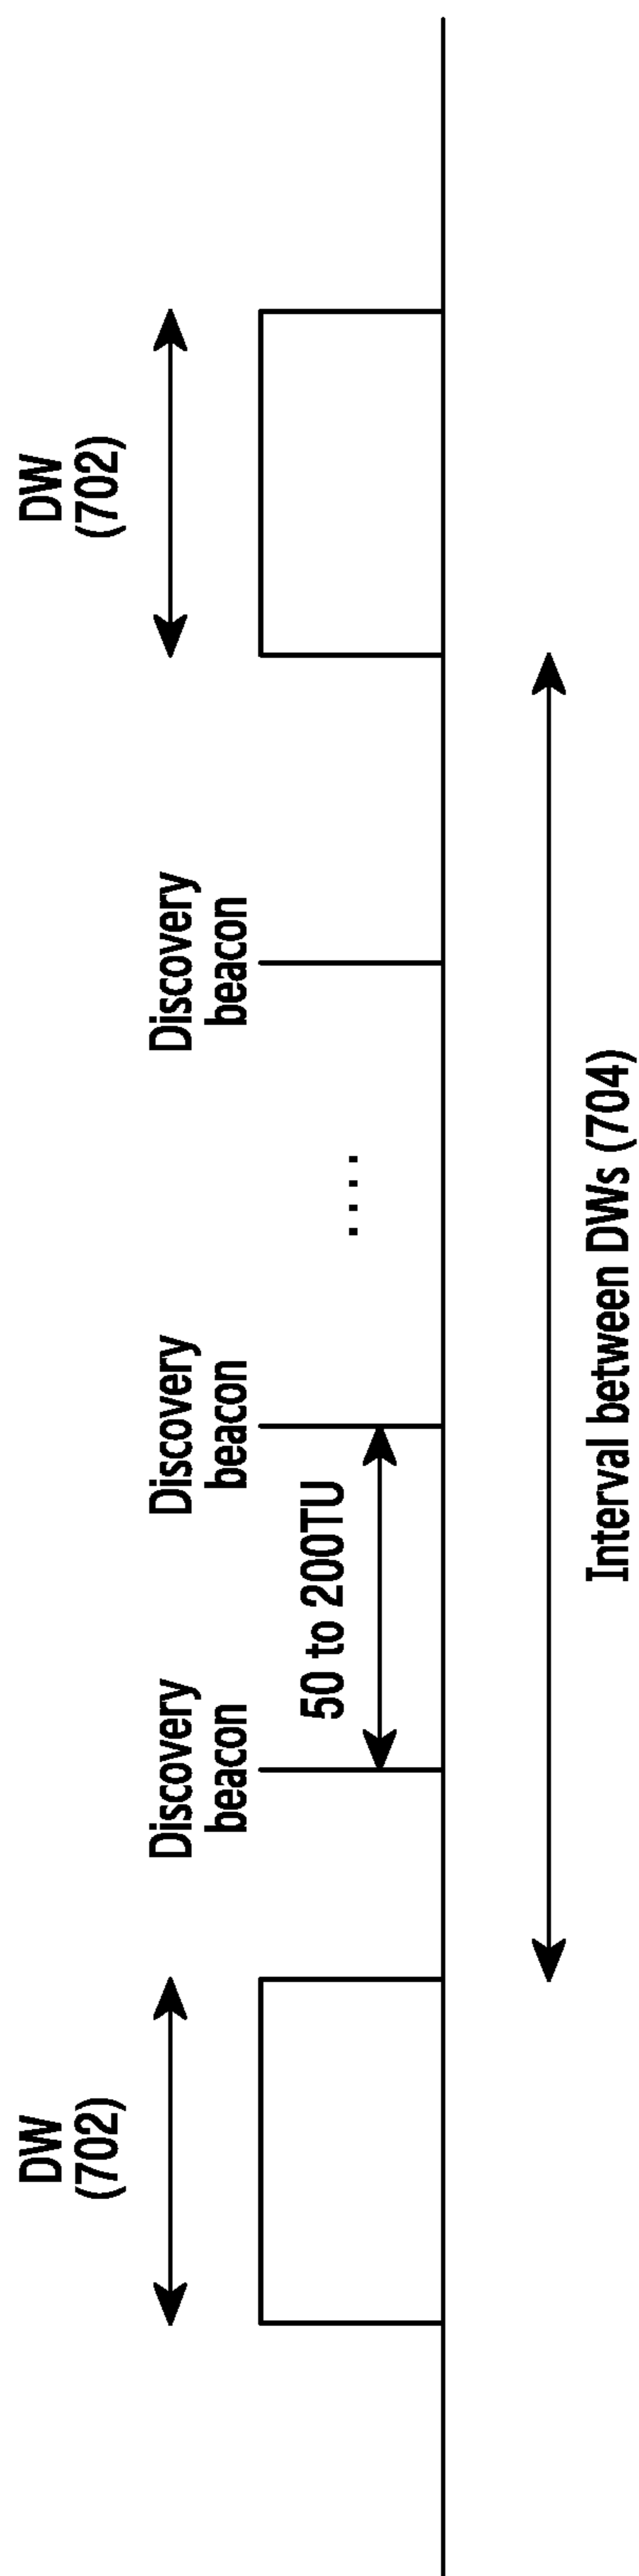 DW
(702)
Discovery
beacon
50 to 200TU
Discovery
beacon
....
Discovery
beacon
DW
(702)
Interval between DWs (704)